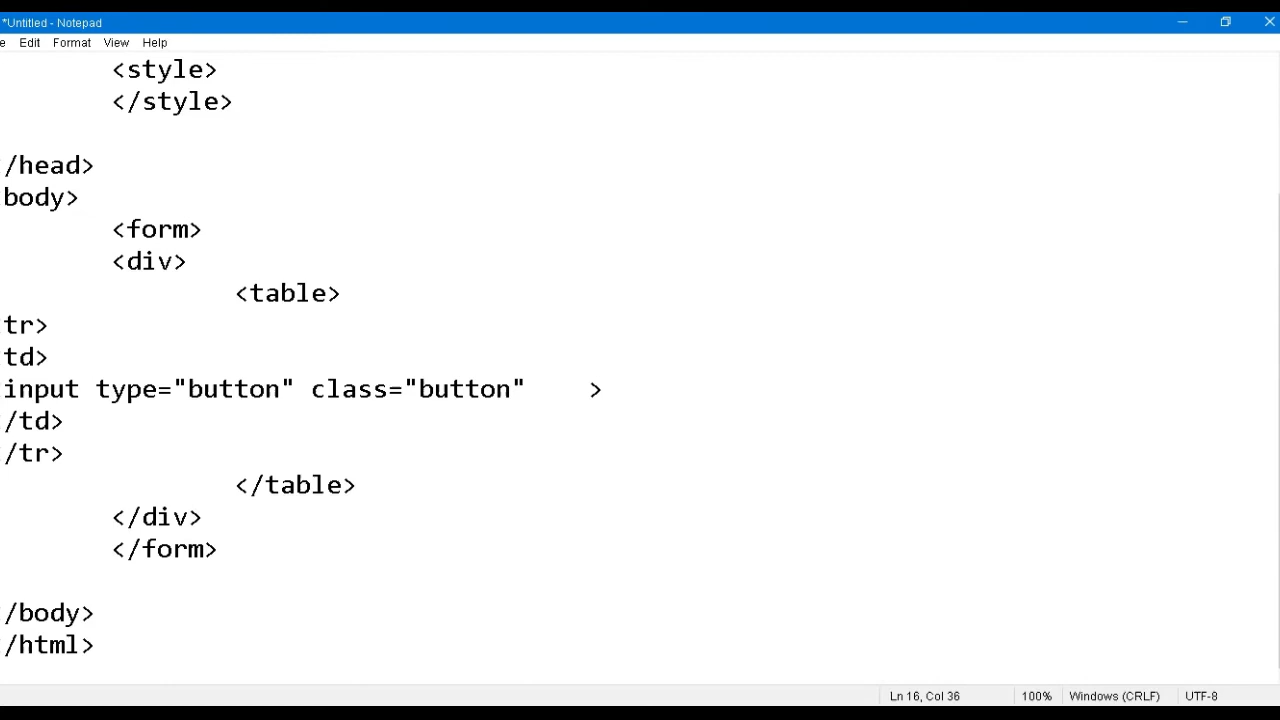 *Untitled - Notepad
e Edit Format View Help
<style>
</style>
/head>
body>
<form>
<div>
<table>
tr>
td>
input type="button" class="button" >
/td>
/tr>
</table>
</div>
</form>
/body>
/html>
Ln 16, Col 36 100% Windows (CRLF) UTF-8